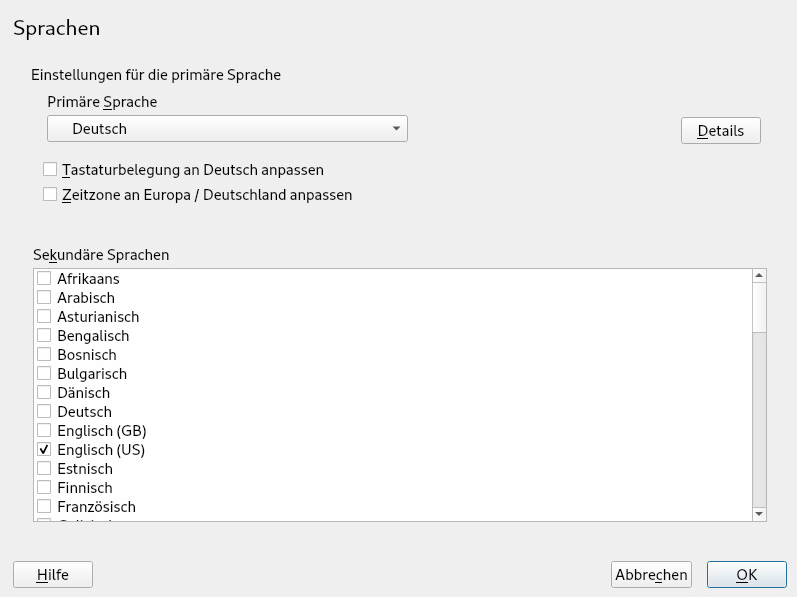 Sprachen
Einstellungen für die primäre Sprache
Primäre Sprache
Deutsch
Details
Tastaturbelegung an Deutsch anpassen
Zeitzone an Europa / Deutschland anpassen
Sekundäre Sprachen
Afrikaans
Arabisch
Asturianisch
Bengalisch
Bosnisch
Bulgarisch
Dänisch
Deutsch
Englisch (GB)
Englisch (US)
Estnisch
Finnisch
Französisch
Hilfe
Abbrechen
OK